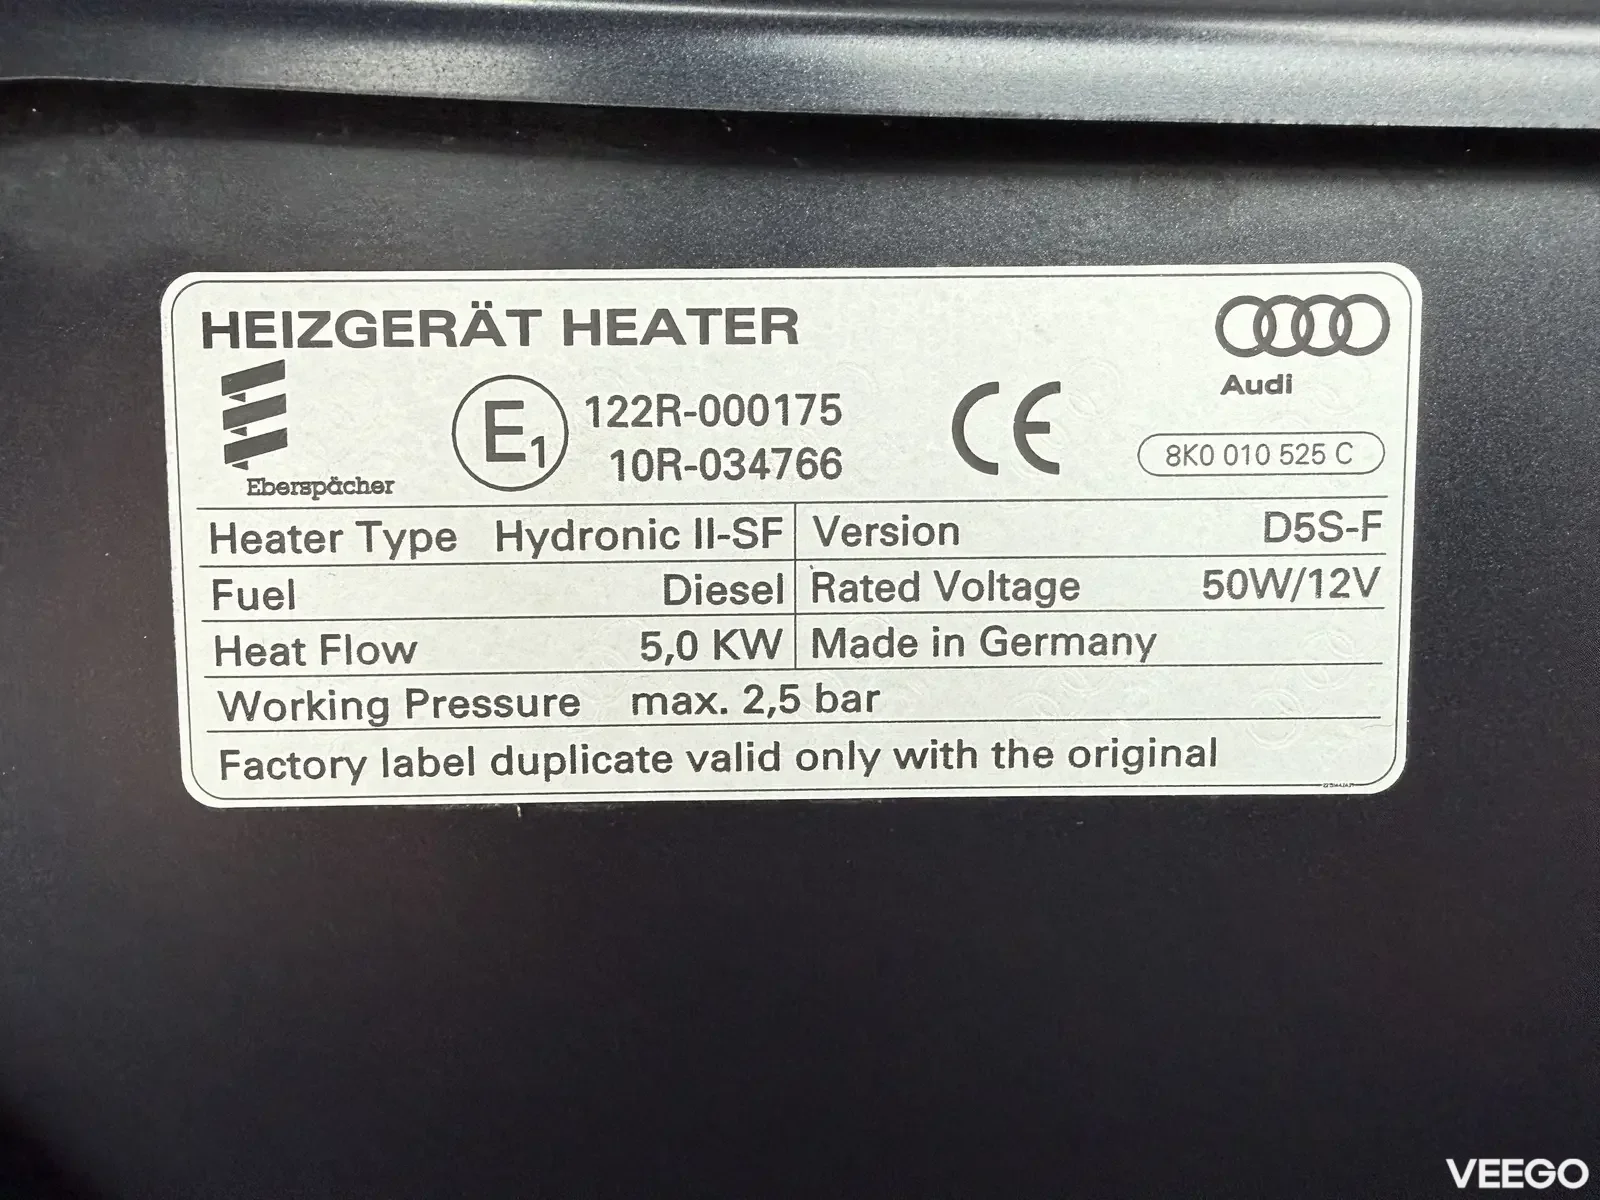 HEIZGERÄT HEATER
Audi
Eberspächer
E1
122R-000175
10R-034766
CE
8K0 010 525 C
Heater Type Hydronic II-SF Version D5S-F
Fuel Diesel Rated Voltage 50W/12V
Heat Flow 5,0 KW Made in Germany
Working Pressure max. 2,5 bar
Factory label duplicate valid only with the original
VEEGO